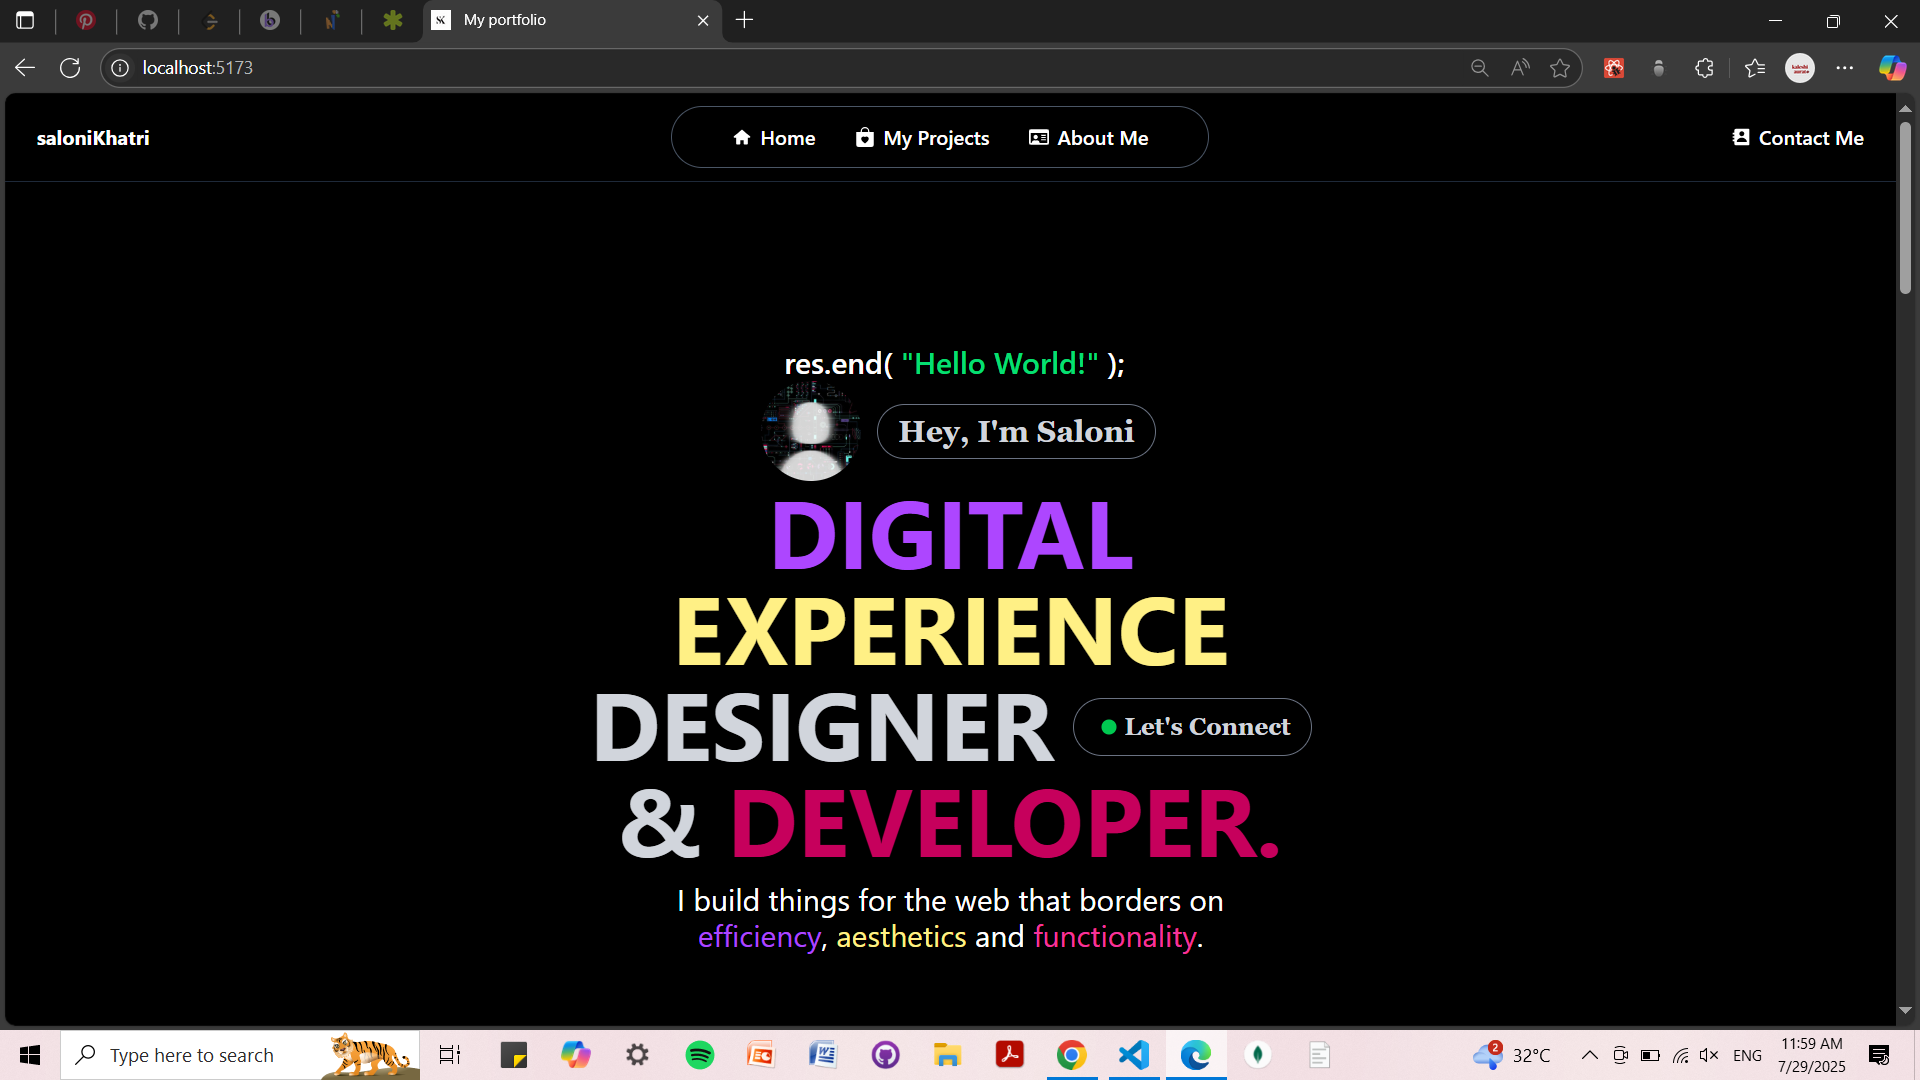 My portfolio
localhost:5173
saloniKhatri
Home
My Projects
About Me
Contact Me
res.end( "Hello World!" );
Hey, I'm Saloni
DIGITAL
EXPERIENCE
DESIGNER
Let's Connect
& DEVELOPER.
I build things for the web that borders on
efficiency, aesthetics and functionality.
Type here to search
2
32°C
ENG
11:59 AM
7/29/2025